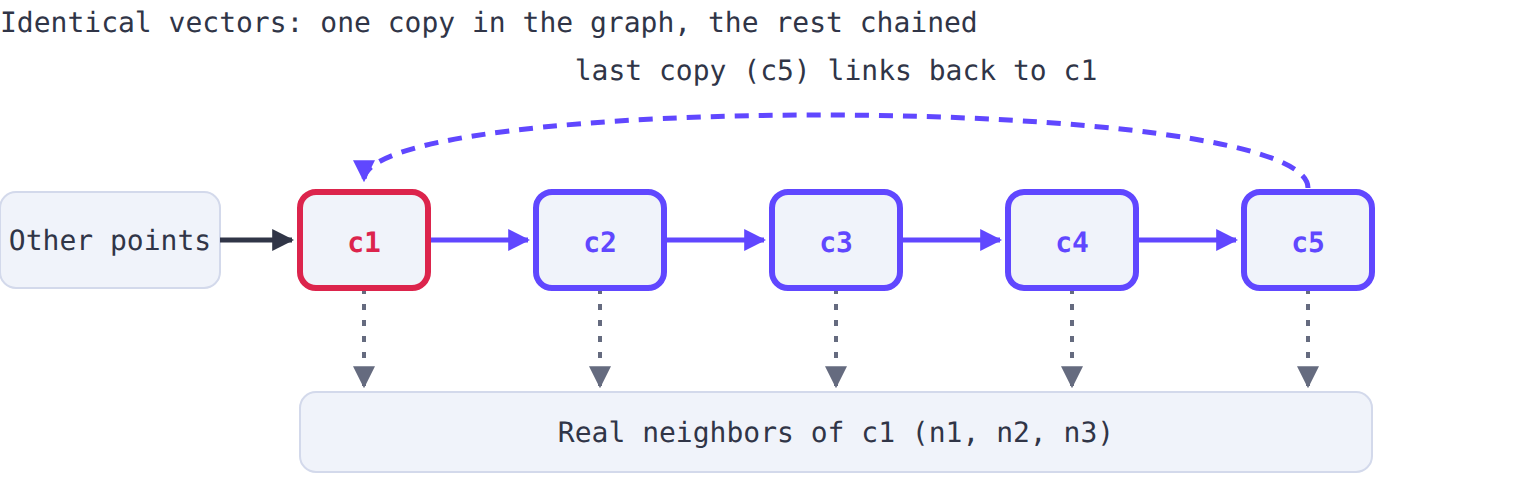 Identical vectors: one copy in the graph, the rest chained
last copy (c5) links back to c1
Other points
c1
c2
c3
c4
c5
Real neighbors of c1 (n1, n2, n3)